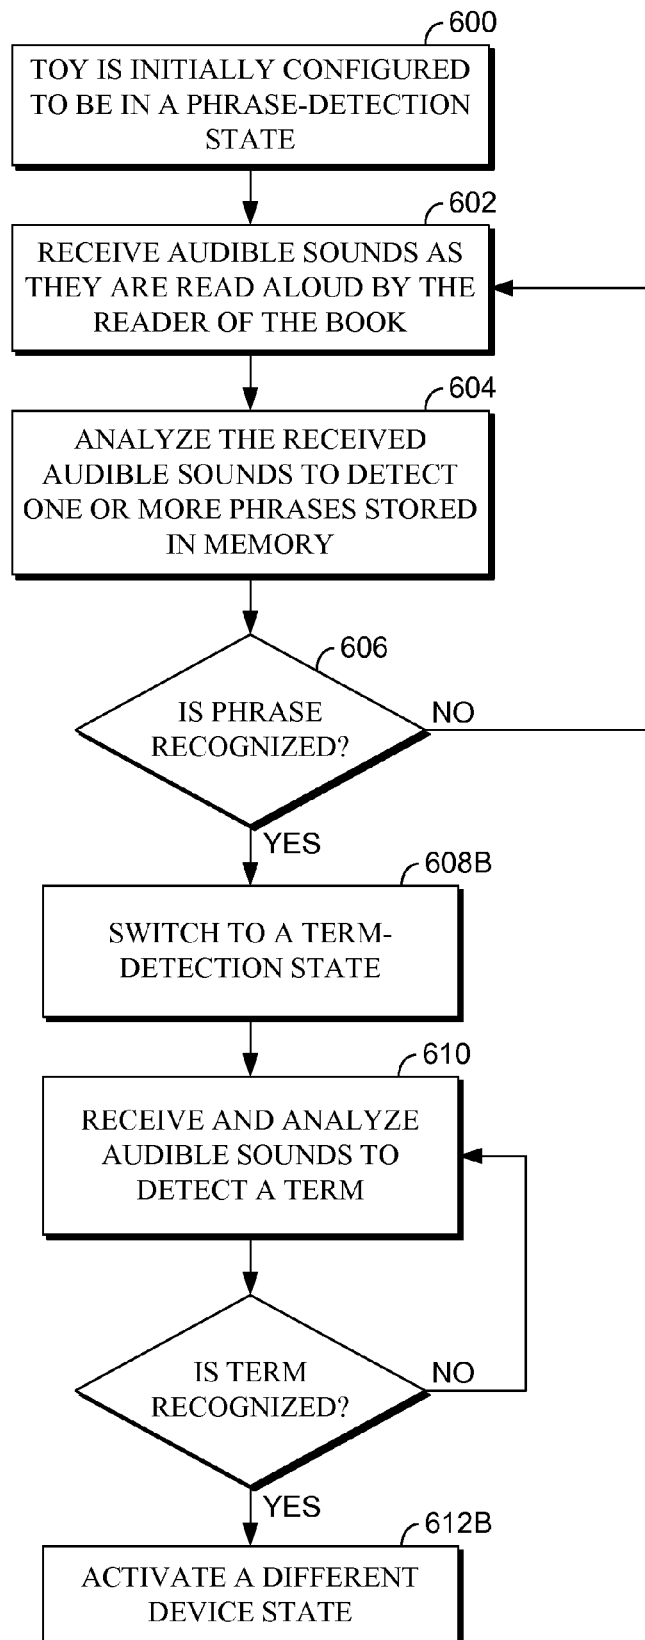 600
TOY IS INITIALLY CONFIGURED
TO BE IN A PHRASE-DETECTION
STATE
602
RECEIVE AUDIBLE SOUNDS AS
THEY ARE READ ALOUD BY THE
READER OF THE BOOK
604
ANALYZE THE RECEIVED
AUDIBLE SOUNDS TO DETECT
ONE OR MORE PHRASES STORED
IN MEMORY
606
IS PHRASE
RECOGNIZED?
NO
YES
608B
SWITCH TO A TERM-
DETECTION STATE
610
RECEIVE AND ANALYZE
AUDIBLE SOUNDS TO
DETECT A TERM
IS TERM
RECOGNIZED?
NO
YES
612B
ACTIVATE A DIFFERENT
DEVICE STATE